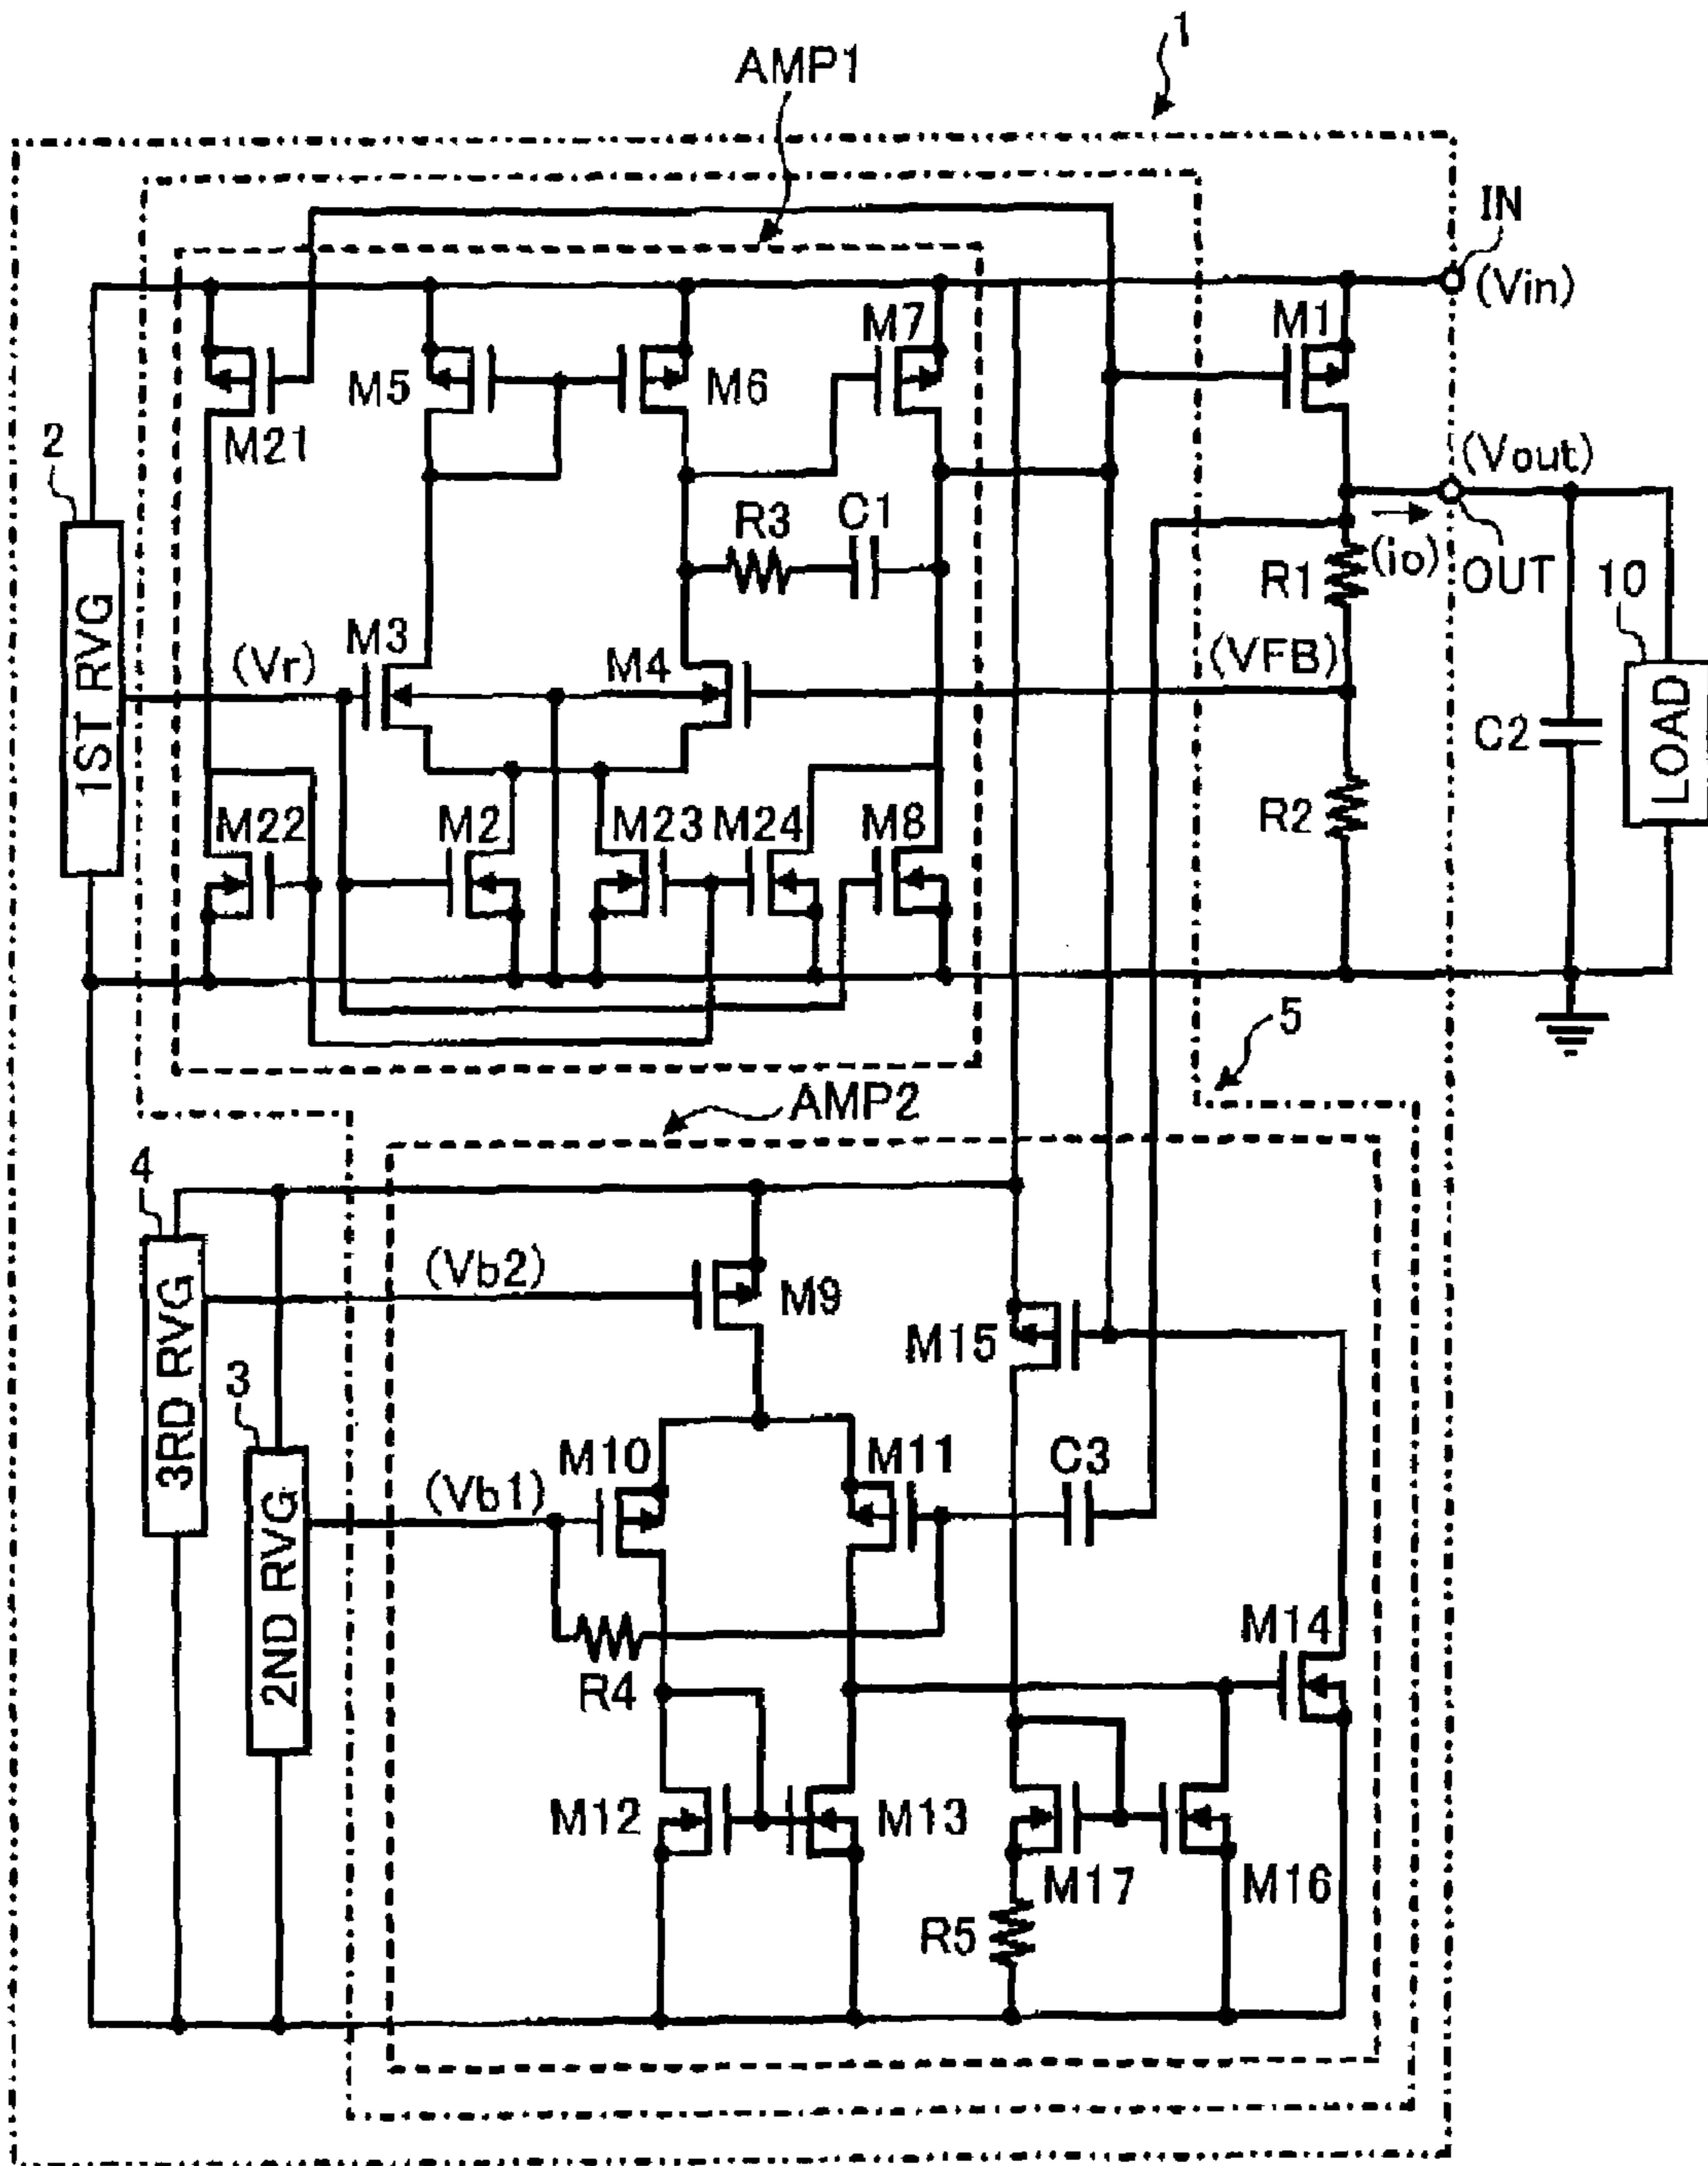 1
AMP1
IN
(Vin)
M7
M1
M5
M6
M21
2
(Vout)
R3
C1
(io)
OUT
10
R1
1ST RVG
M3
(Vr)
M4
(VFB)
LOAD
C2
M22
M2
M23
M24
M8
R2
5
AMP2
4
(Vb2)
M9
3RD RVG
M15
3
M10
M11
C3
(Vb1)
2ND RVG
M14
R4
M12
M13
M17
M16
R5